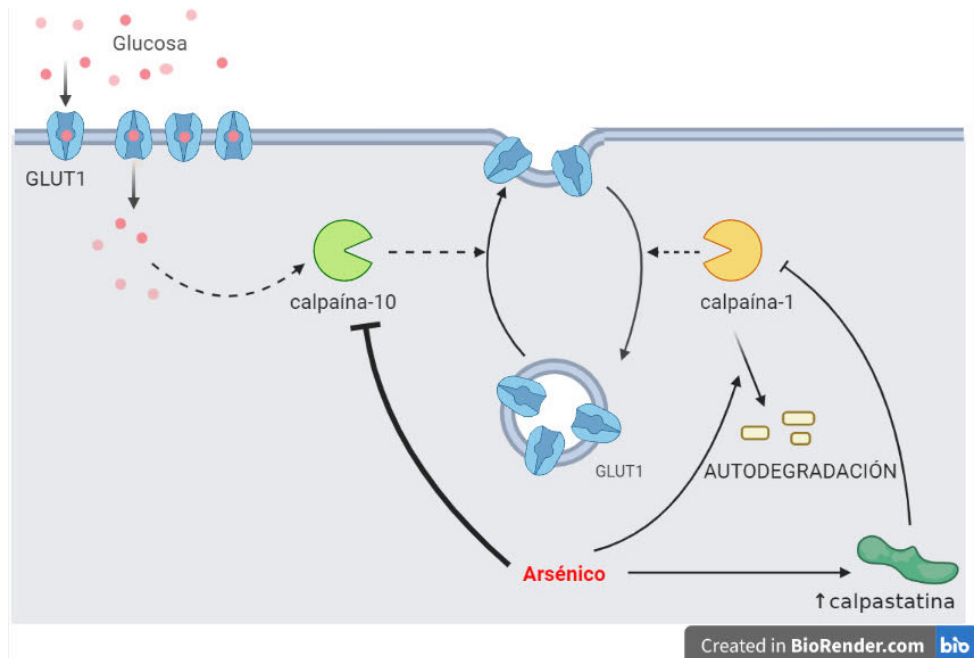 Glucosa
GLUT1
calpaína-10
calpaína-1
GLUT1
AUTODEGRADACIÓN
Arsénico
↑calpastatina
Created in BioRender.com bio